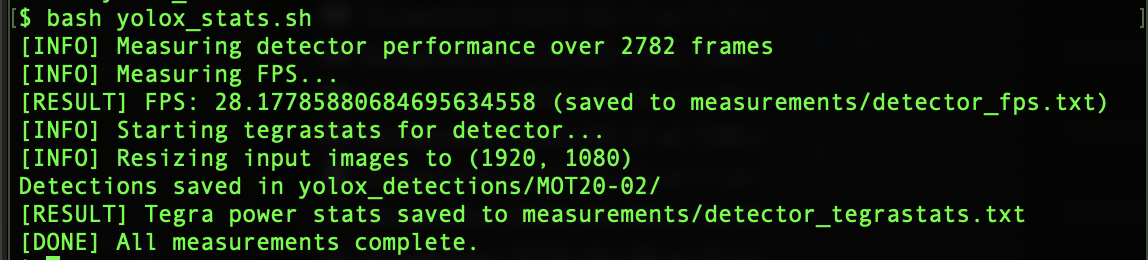 [$ bash yolox_stats.sh ]
[INFO] Measuring detector performance over 2782 frames
[INFO] Measuring FPS...
[RESULT] FPS: 28.17785880684695634558 (saved to measurements/detector_fps.txt)
[INFO] Starting tegrastats for detector...
[INFO] Resizing input images to (1920, 1080)
Detections saved in yolox_detections/MOT20-02/
[RESULT] Tegra power stats saved to measurements/detector_tegrastats.txt
[DONE] All measurements complete.